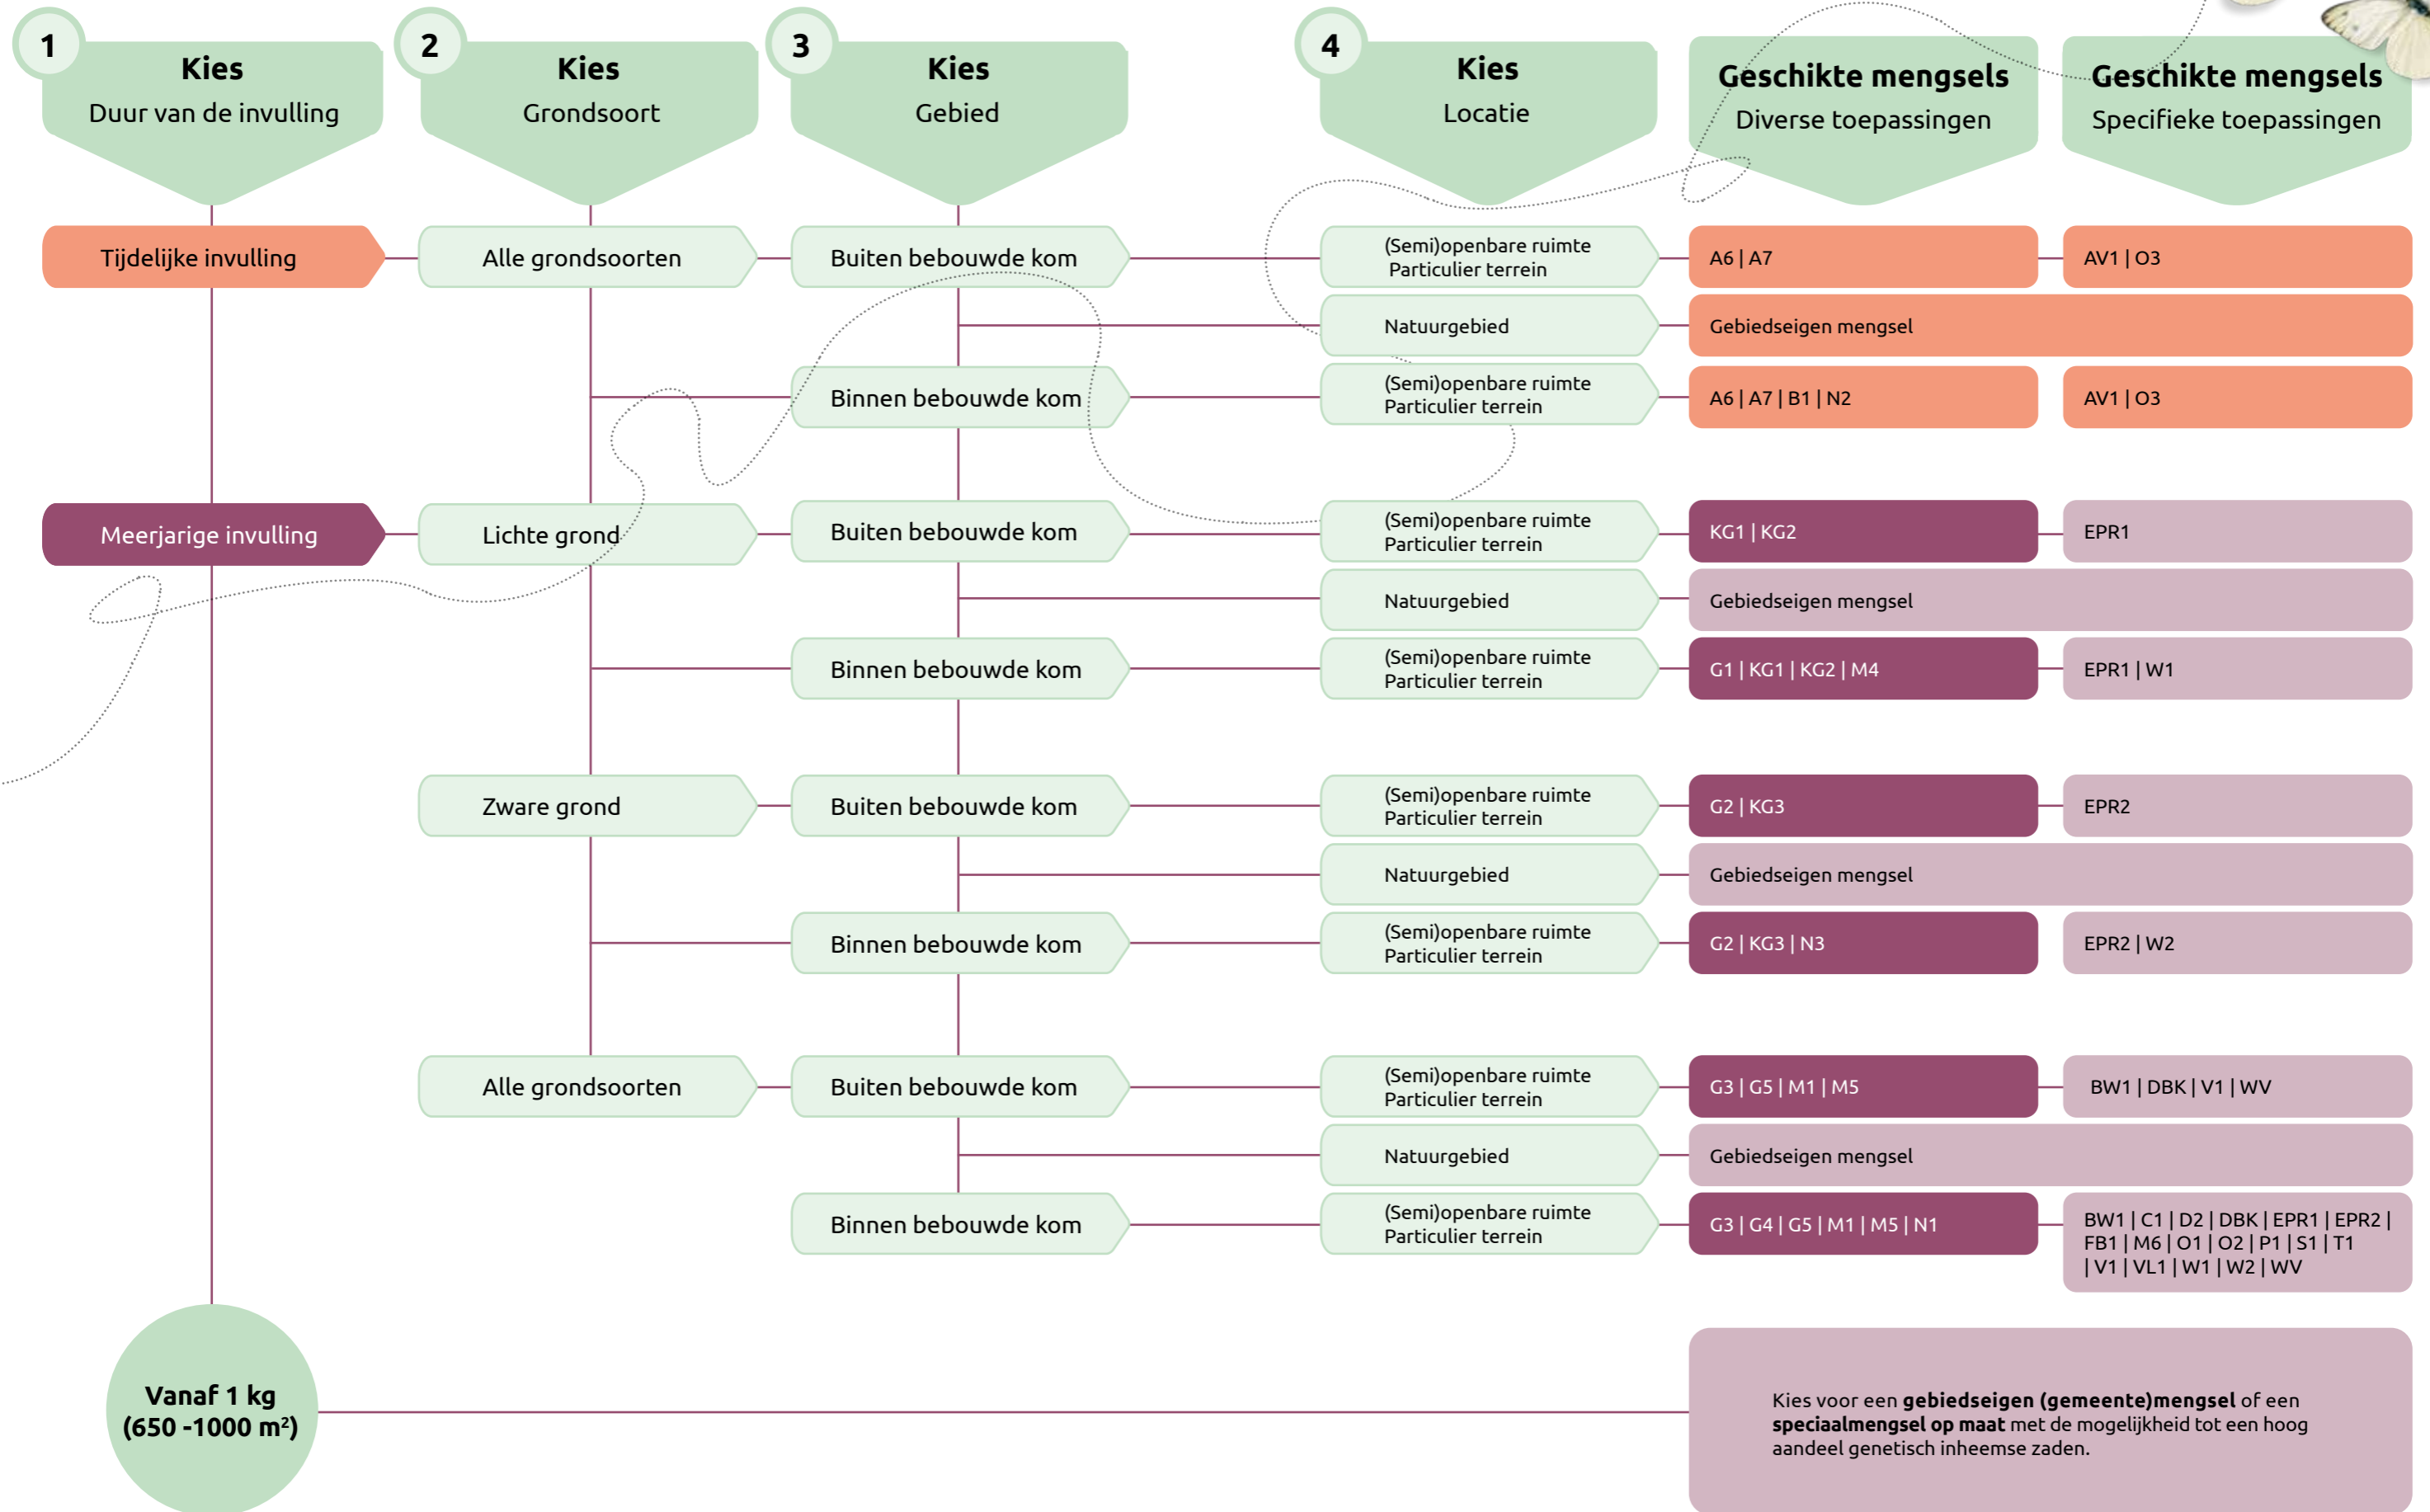 1
Kies
Duur van de invulling
2
Kies
Grondsoort
3
Kies
Gebied
4
Kies
Locatie
Geschikte mengsels
Diverse toepassingen
Geschikte mengsels
Specifieke toepassingen
Tijdelijke invulling
Alle grondsoorten
Buiten bebouwde kom
(Semi)openbare ruimte
Particulier terrein
A6 | A7
AV1 | O3
Natuurgebied
Gebiedseigen mengsel
Binnen bebouwde kom
(Semi)openbare ruimte
Particulier terrein
A6 | A7 | B1 | N2
AV1 | O3
Meerjarige invulling
Lichte grond
Buiten bebouwde kom
(Semi)openbare ruimte
Particulier terrein
KG1 | KG2
EPR1
Natuurgebied
Gebiedseigen mengsel
Binnen bebouwde kom
(Semi)openbare ruimte
Particulier terrein
G1 | KG1 | KG2 | M4
EPR1 | W1
Zware grond
Buiten bebouwde kom
(Semi)openbare ruimte
Particulier terrein
G2 | KG3
EPR2
Natuurgebied
Gebiedseigen mengsel
Binnen bebouwde kom
(Semi)openbare ruimte
Particulier terrein
G2 | KG3 | N3
EPR2 | W2
Alle grondsoorten
Buiten bebouwde kom
(Semi)openbare ruimte
Particulier terrein
G3 | G5 | M1 | M5
BW1 | DBK | V1 | WV
Natuurgebied
Gebiedseigen mengsel
Binnen bebouwde kom
(Semi)openbare ruimte
Particulier terrein
G3 | G4 | G5 | M1 | M5 | N1
BW1 | C1 | D2 | DBK | EPR1 | EPR2 |
FB1 | M6 | O1 | O2 | P1 | S1 | T1
| V1 | VL1 | W1 | W2 | WV
Vanaf 1 kg
(650 -1000 m²)
Kies voor een gebiedseigen (gemeente)mengsel of een
speciaalmengsel op maat met de mogelijkheid tot een hoog
aandeel genetisch inheemse zaden.